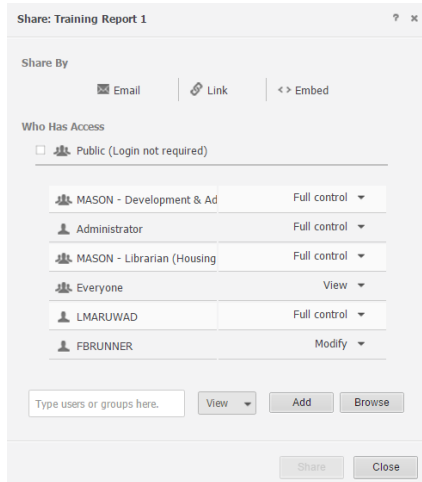 Share: Training Report 1 ? ×
Share By
Email Link <> Embed
Who Has Access
Public (Login not required)
MASON - Development & Ad Full control
Administrator Full control
MASON - Librarian (Housing Full control
Everyone View
LMARUWAD Full control
FBRUNNER Modify
Type users or groups here. View Add Browse
Share Close